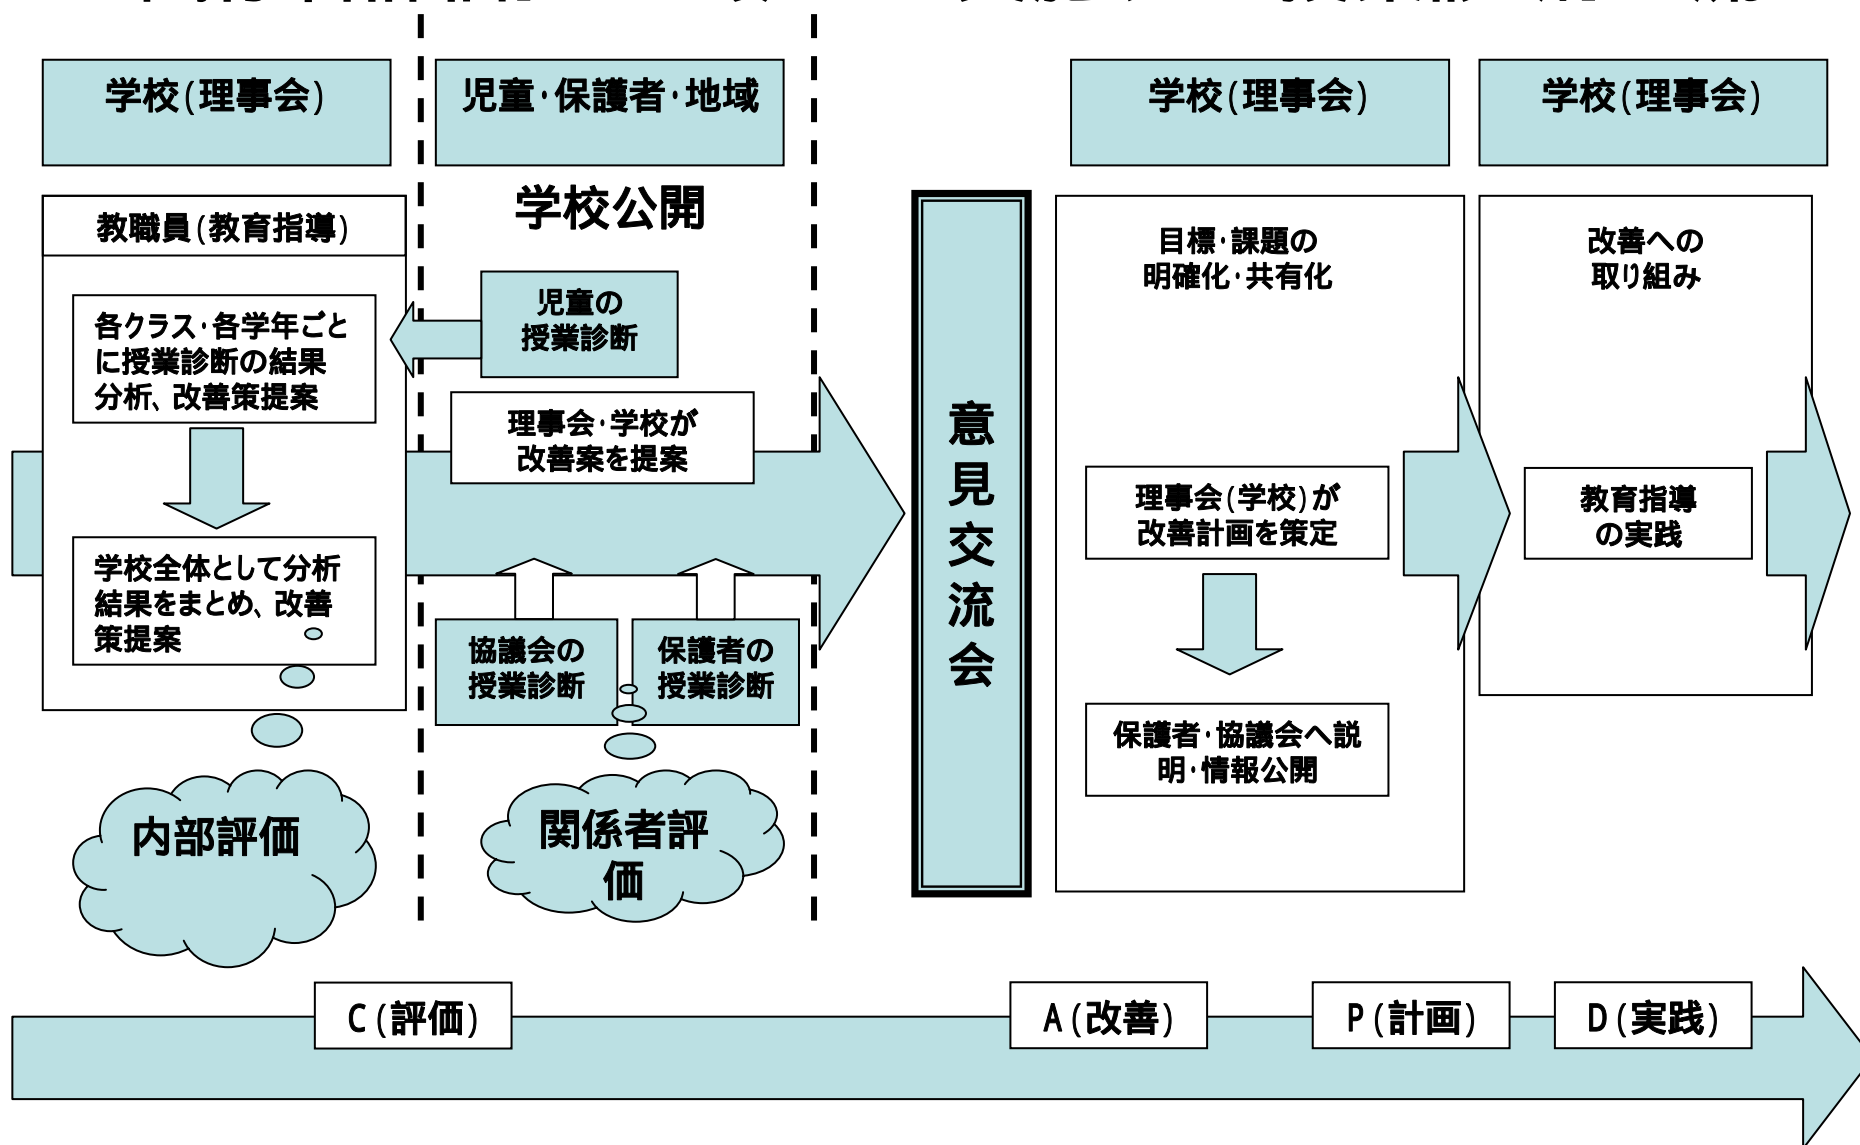 学校(理事会)
児童・保護者・地域
学校(理事会)
学校(理事会)
教職員(教育指導)
各クラス・各学年ごと
に授業診断の結果
分析、改善策提案
学校全体として分析
結果をまとめ、改善
策提案
内部評価
学校公開
児童の
授業診断
理事会・学校が
改善案を提案
協議会の
授業診断
保護者の
授業診断
関係者評
価
意
見
交
流
会
目標・課題の
明確化・共有化
理事会(学校)が
改善計画を策定
保護者・協議会へ説
明・情報公開
改善への
取り組み
教育指導
の実践
C(評価)
A(改善)
P(計画)
D(実践)